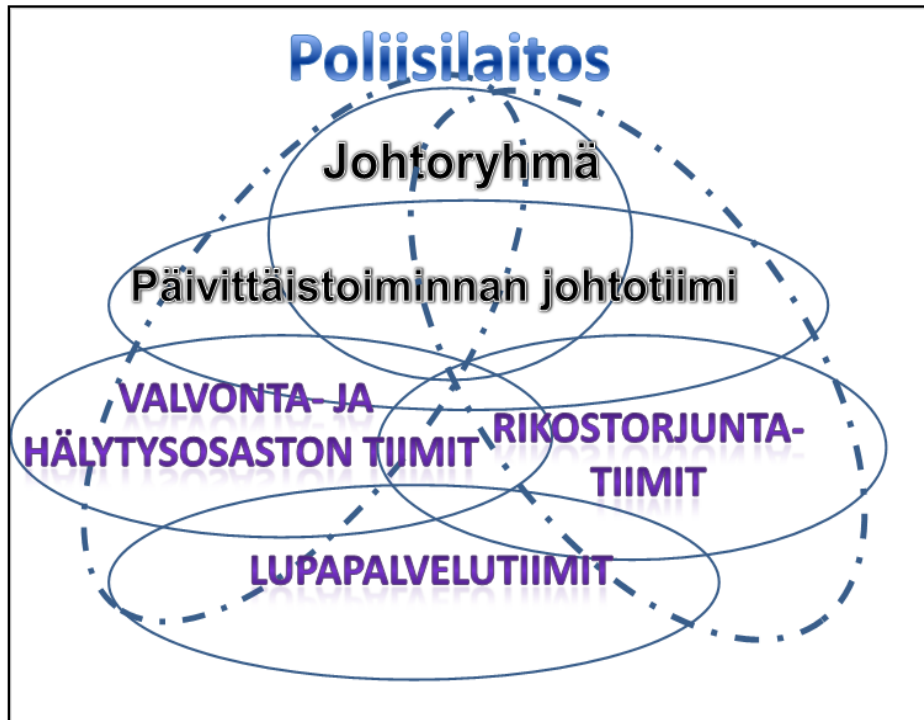 Poliisilaitos
Johtoryhmä
Päivittäistoiminnan johtotiimi
VALVONTA- JA
HÄLYTYSOSASTON TIIMIT
RIKOSTORJUNTA-
TIIMIT
LUPAPALVELUTIIMIT